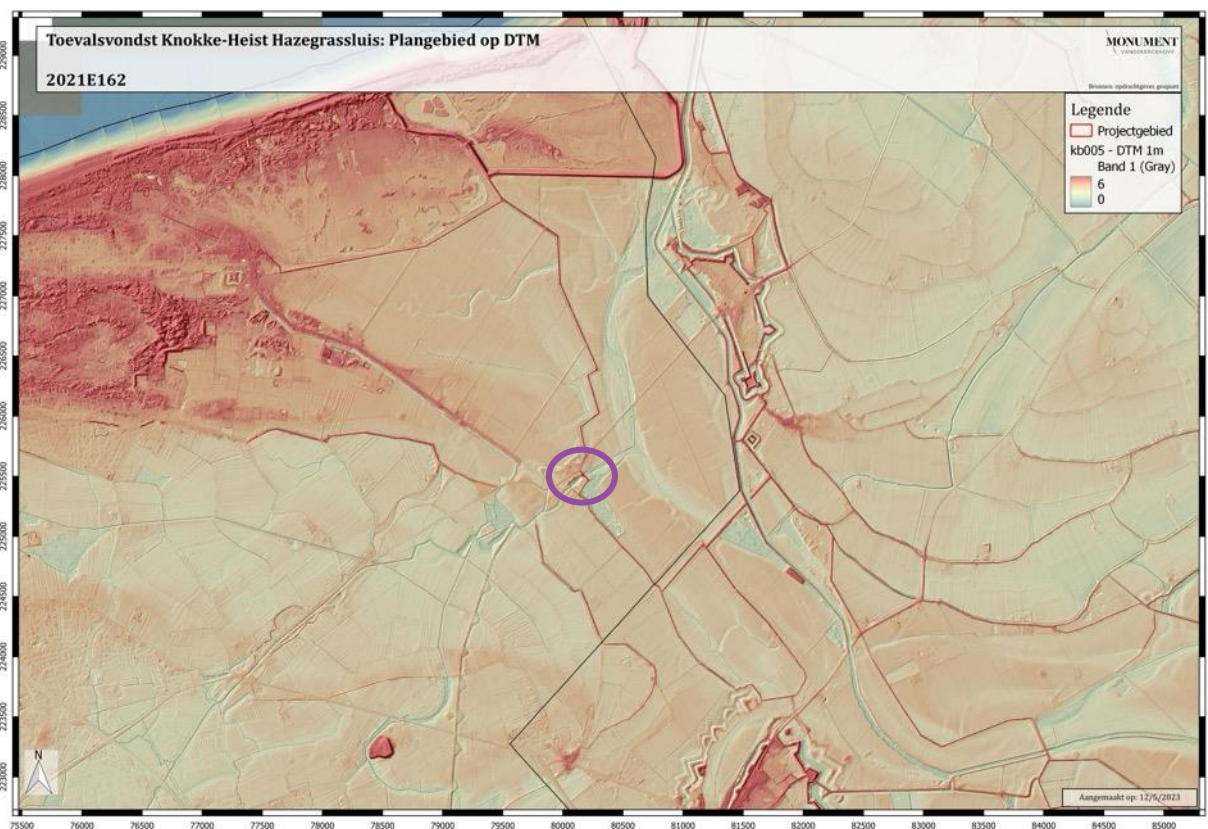 Toevalsvondst Knokke-Heist Hazegrassluis: Plangebied op DTM
2021E162
MONUMENT
VANDEKERCKHOVE
Bronnen: opdrachtgever, geopunt
Legende
Projectgebied
kb005 - DTM 1m
Band 1 (Gray)
6
0
229000
228500
228000
227500
227000
226500
226000
225500
225000
224500
224000
223500
223000
N
Aangemaakt op: 12/5/2023
75500 76000 76500 77000 77500 78000 78500 79000 79500 80000 80500 81000 81500 82000 82500 83000 83500 84000 84500 85000